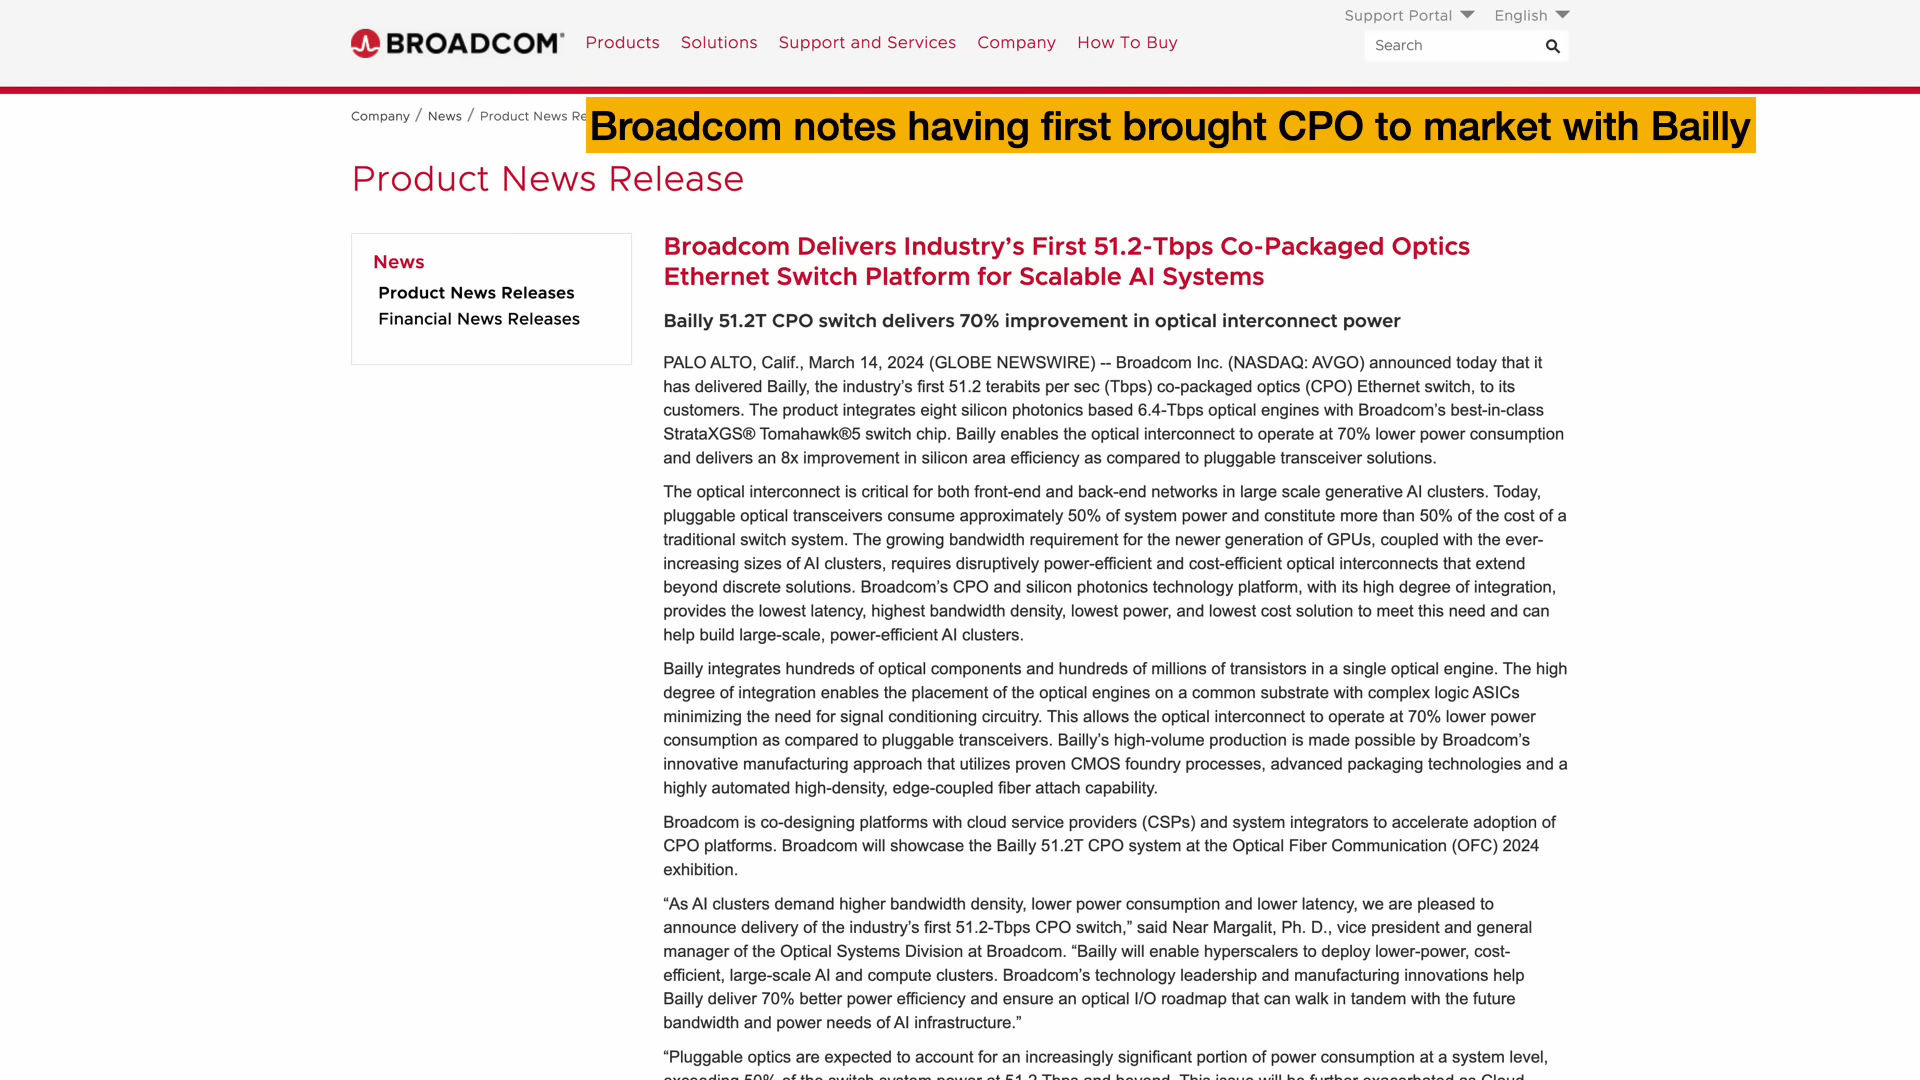 Support Portal English
BROADCOM Products Solutions Support and Services Company How To Buy Search
Company / News / Product News Re
Broadcom notes having first brought CPO to market with Bailly
Product News Release
News
Product News Releases
Financial News Releases
Broadcom Delivers Industry’s First 51.2-Tbps Co-Packaged Optics
Ethernet Switch Platform for Scalable AI Systems
Bailly 51.2T CPO switch delivers 70% improvement in optical interconnect power
PALO ALTO, Calif., March 14, 2024 (GLOBE NEWSWIRE) -- Broadcom Inc. (NASDAQ: AVGO) announced today that it
has delivered Bailly, the industry’s first 51.2 terabits per sec (Tbps) co-packaged optics (CPO) Ethernet switch, to its
customers. The product integrates eight silicon photonics based 6.4-Tbps optical engines with Broadcom’s best-in-class
StrataXGS® Tomahawk®5 switch chip. Bailly enables the optical interconnect to operate at 70% lower power consumption
and delivers an 8x improvement in silicon area efficiency as compared to pluggable transceiver solutions.
The optical interconnect is critical for both front-end and back-end networks in large scale generative AI clusters. Today,
pluggable optical transceivers consume approximately 50% of system power and constitute more than 50% of the cost of a
traditional switch system. The growing bandwidth requirement for the newer generation of GPUs, coupled with the ever-
increasing sizes of AI clusters, requires disruptively power-efficient and cost-efficient optical interconnects that extend
beyond discrete solutions. Broadcom’s CPO and silicon photonics technology platform, with its high degree of integration,
provides the lowest latency, highest bandwidth density, lowest power, and lowest cost solution to meet this need and can
help build large-scale, power-efficient AI clusters.
Bailly integrates hundreds of optical components and hundreds of millions of transistors in a single optical engine. The high
degree of integration enables the placement of the optical engines on a common substrate with complex logic ASICs
minimizing the need for signal conditioning circuitry. This allows the optical interconnect to operate at 70% lower power
consumption as compared to pluggable transceivers. Bailly’s high-volume production is made possible by Broadcom’s
innovative manufacturing approach that utilizes proven CMOS foundry processes, advanced packaging technologies and a
highly automated high-density, edge-coupled fiber attach capability.
Broadcom is co-designing platforms with cloud service providers (CSPs) and system integrators to accelerate adoption of
CPO platforms. Broadcom will showcase the Bailly 51.2T CPO system at the Optical Fiber Communication (OFC) 2024
exhibition.
“As AI clusters demand higher bandwidth density, lower power consumption and lower latency, we are pleased to
announce delivery of the industry’s first 51.2-Tbps CPO switch,” said Near Margalit, Ph. D., vice president and general
manager of the Optical Systems Division at Broadcom. “Bailly will enable hyperscalers to deploy lower-power, cost-
efficient, large-scale AI and compute clusters. Broadcom’s technology leadership and manufacturing innovations help
Bailly deliver 70% better power efficiency and ensure an optical I/O roadmap that can walk in tandem with the future
bandwidth and power needs of AI infrastructure.”
“Pluggable optics are expected to account for an increasingly significant portion of power consumption at a system level,
exceeding 50% of the switch system power at 51.2 Tbps and beyond. This issue will be further exacerbated as Cloud